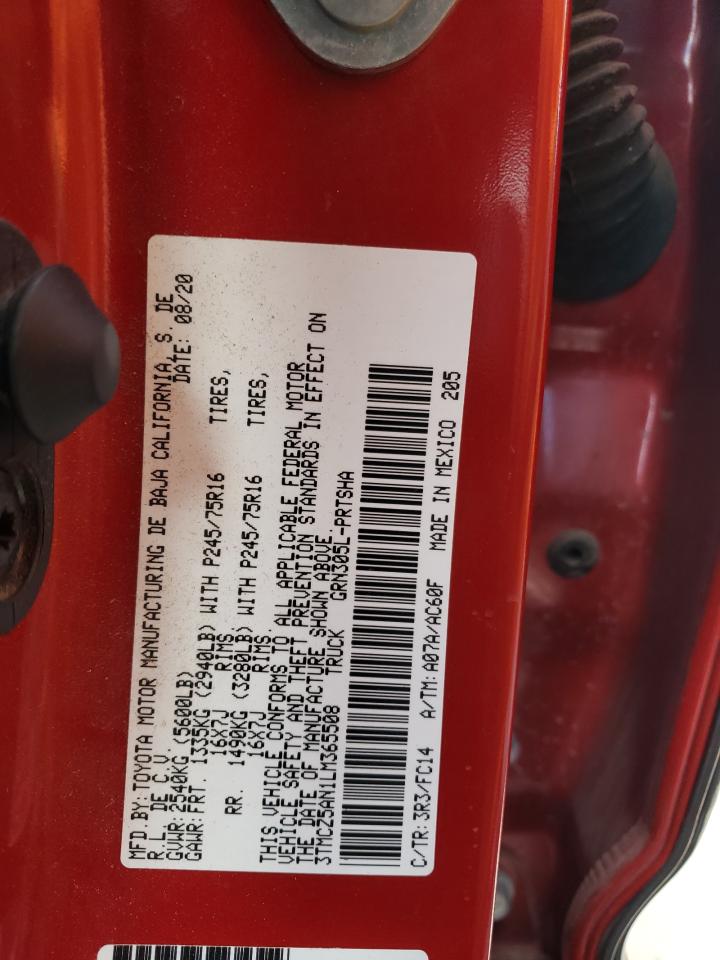 MFD BY: TOYOTA MOTOR MANUFACTURING DE BAJA CALIFORNIA, S. DE
R.L. DE C.V. DATE: 08/20
GVWR: 2540KG (5600LB)
GAWR: FRT. 1335KG (2940LB) WITH P245/75R16 TIRES,
16X7J RIMS.
RR. 1490KG (3280LB) WITH P245/75R16 TIRES,
16X7J RIMS.
THIS VEHICLE CONFORMS TO ALL APPLICABLE FEDERAL MOTOR
VEHICLE SAFETY AND THEFT PREVENTION STANDARDS IN EFFECT ON
THE DATE OF MANUFACTURE SHOWN ABOVE.
3TMCZ5AN1LM365508 TRUCK GRN305L-PRTSHA
C/TR: 3R3/FC14 A/TM: A07A/AC60F MADE IN MEXICO 205